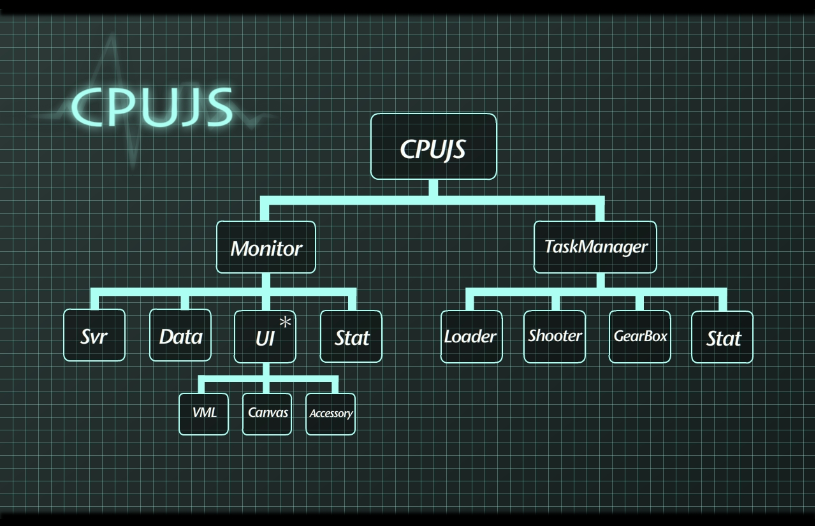 CPUJS
CPUJS
Monitor
TaskManager
Svr
Data
UI *
Stat
Loader
Shooter
GearBox
Stat
VML
Canvas
Accessory